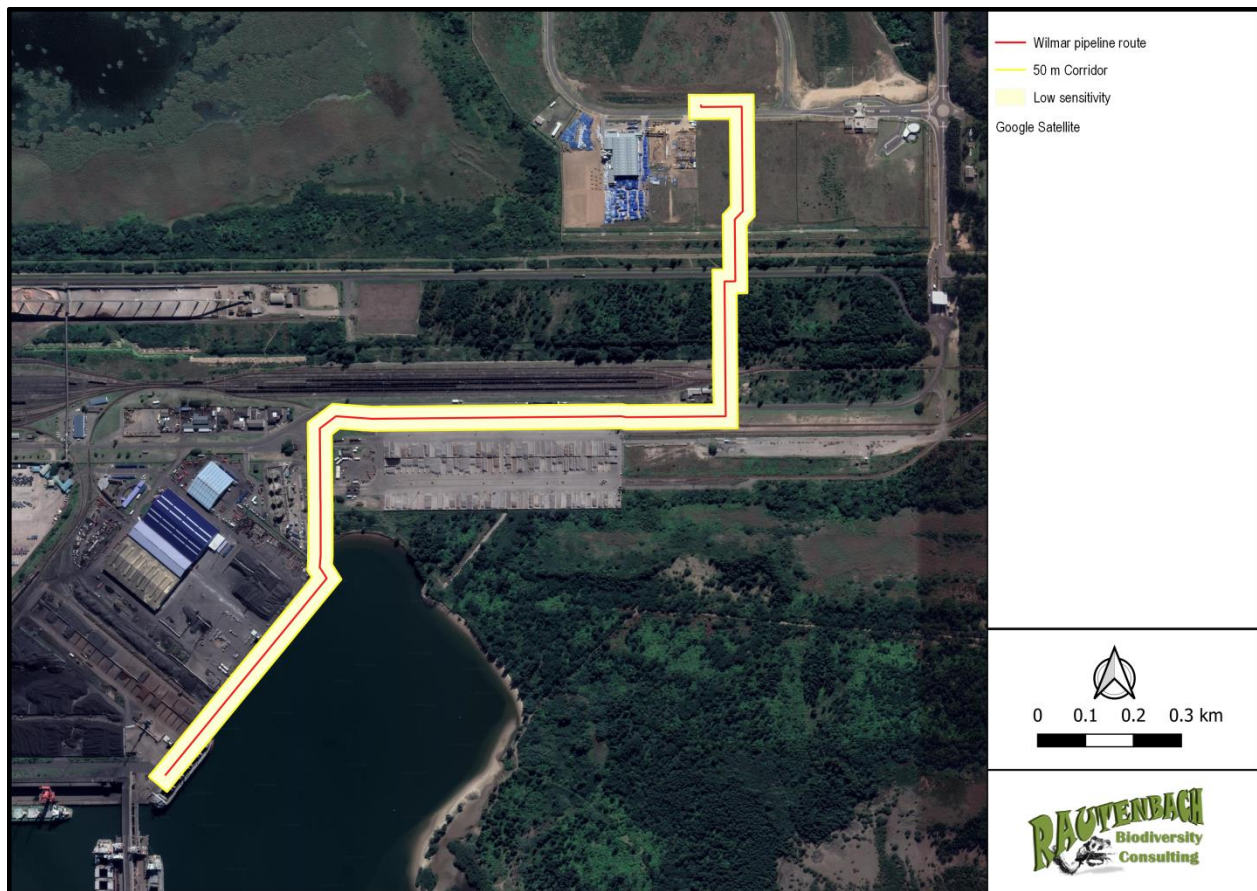 Wilmar pipeline route
50 m Corridor
Low sensitivity
Google Satellite
0 0.1 0.2 0.3 km
RAUTENBACH
Biodiversity
Consulting